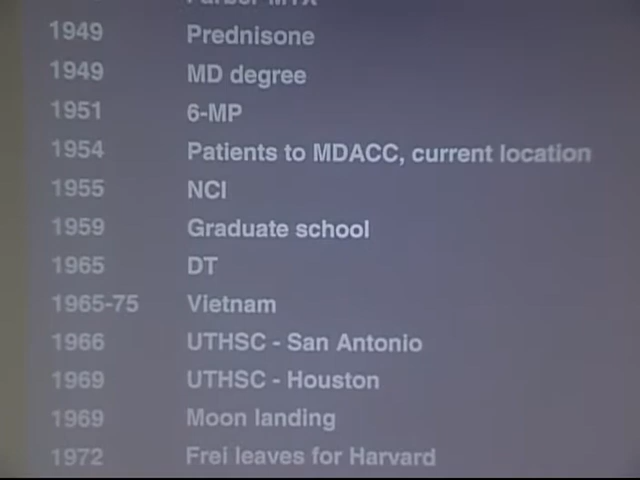 Farber MTX
1949 Prednisone
1949 MD degree
1951 6-MP
1954 Patients to MDACC, current location
1955 NCI
1959 Graduate school
1965 DT
1965-75 Vietnam
1966 UTHSC - San Antonio
1969 UTHSC - Houston
1969 Moon landing
1972 Frei leaves for Harvard